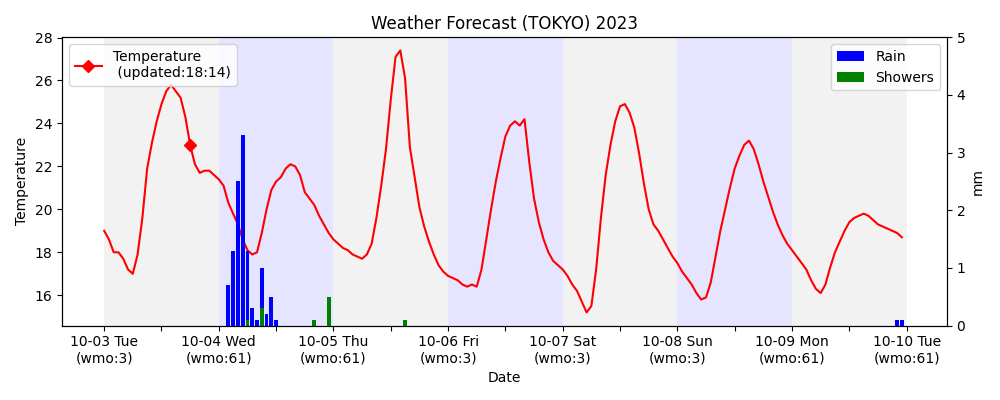 Weather Forecast (TOKYO) 2023
Temperature
(updated:18:14)
Rain
Showers
Temperature
28
26
24
22
20
18
16
5
4
3
2
1
0
mm
10-03 Tue
(wmo:3)
10-04 Wed
(wmo:61)
10-05 Thu
(wmo:61)
10-06 Fri
(wmo:3)
10-07 Sat
(wmo:3)
10-08 Sun
(wmo:3)
10-09 Mon
(wmo:61)
10-10 Tue
(wmo:61)
Date